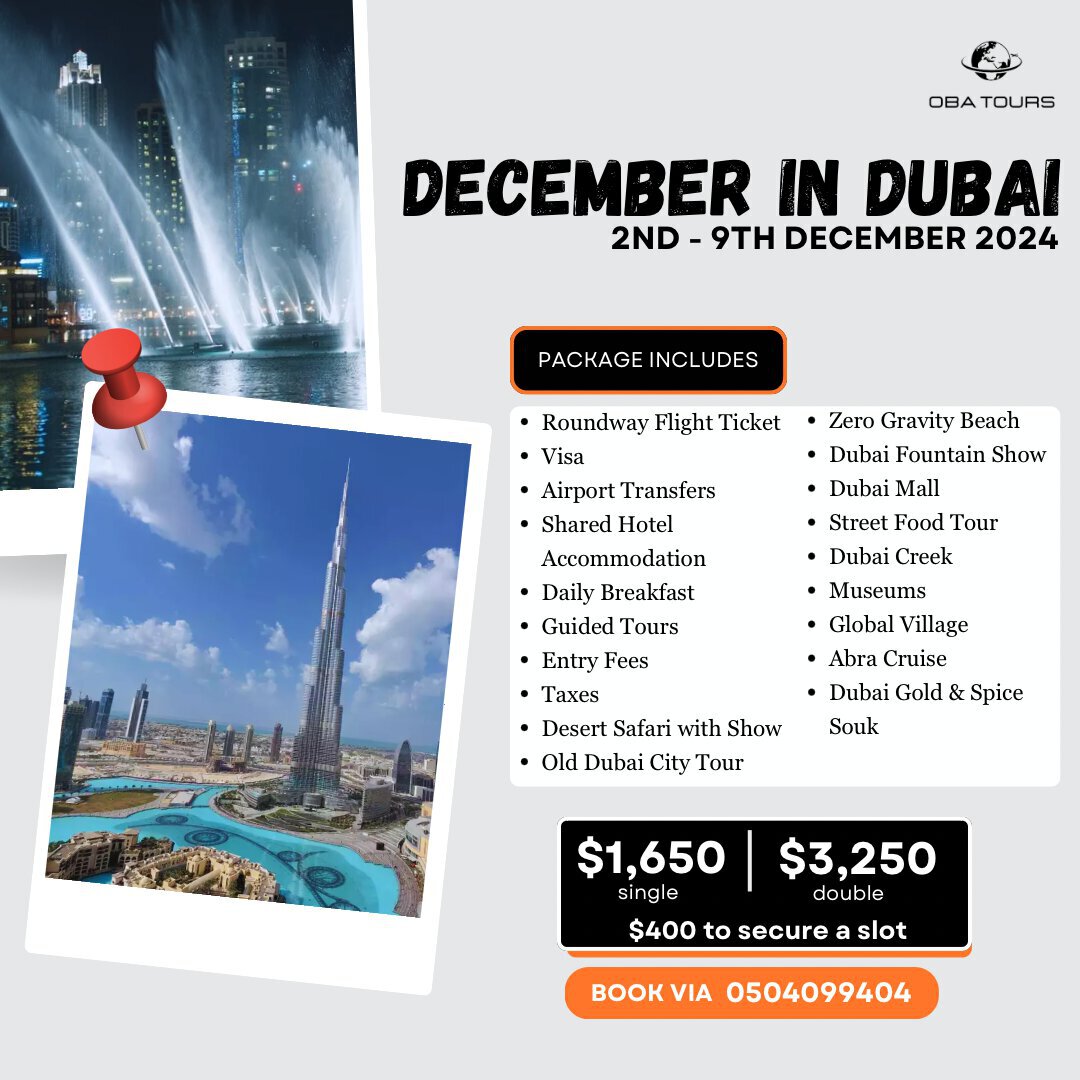 OBA TOURS
DECEMBER IN DUBAI
2ND - 9TH DECEMBER 2024
PACKAGE INCLUDES
• Roundway Flight Ticket
• Visa
• Airport Transfers
• Shared Hotel
Accommodation
• Daily Breakfast
• Guided Tours
• Entry Fees
• Taxes
• Desert Safari with Show
• Old Dubai City Tour
• Zero Gravity Beach
• Dubai Fountain Show
• Dubai Mall
• Street Food Tour
• Dubai Creek
• Museums
• Global Village
• Abra Cruise
• Dubai Gold & Spice
Souk
$1,650 | $3,250
single double
$400 to secure a slot
BOOK VIA 0504099404